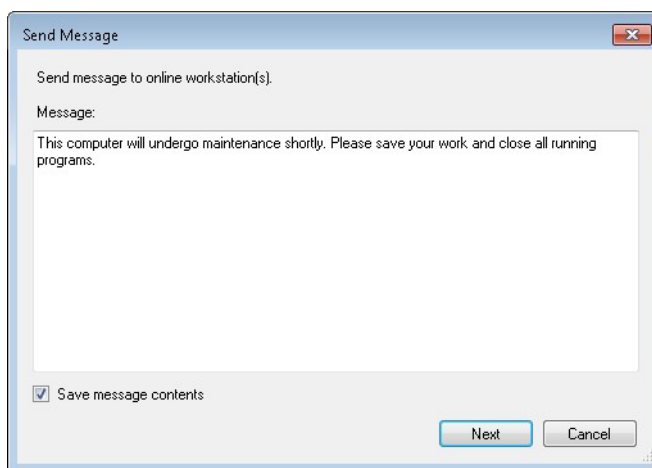 Send Message
Send message to online workstation(s).
Message:
This computer will undergo maintenance shortly. Please save your work and close all running
programs.
Save message contents
Next
Cancel